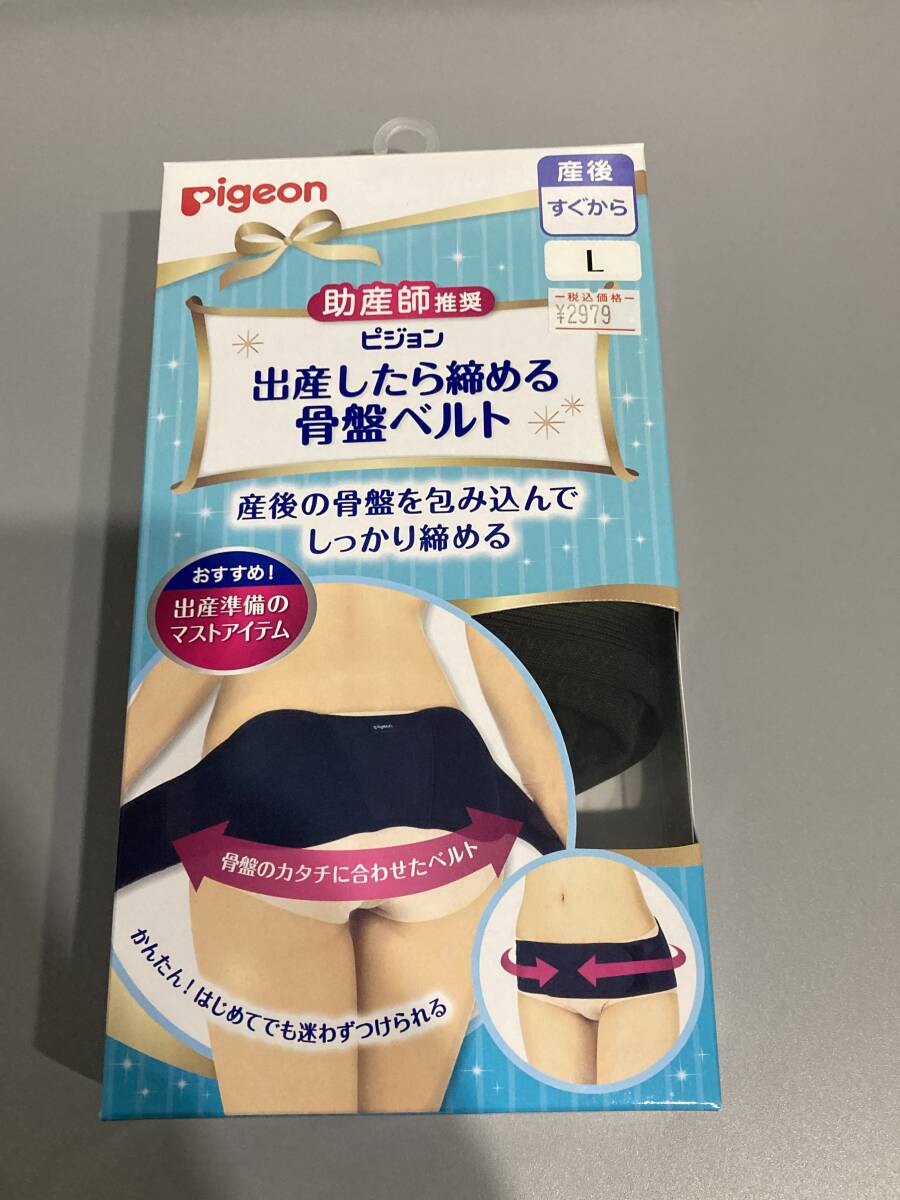 Pigeon
産後
すぐから
L
税込価格
¥2979
助産師推奨
ピジョン
出産したら締める
骨盤ベルト
産後の骨盤を包み込んで
しっかり締める
おすすめ!
出産準備の
マストアイテム
Pigeon
骨盤のカタチに合わせたベルト
かんたん!はじめてでも迷わずつけられる